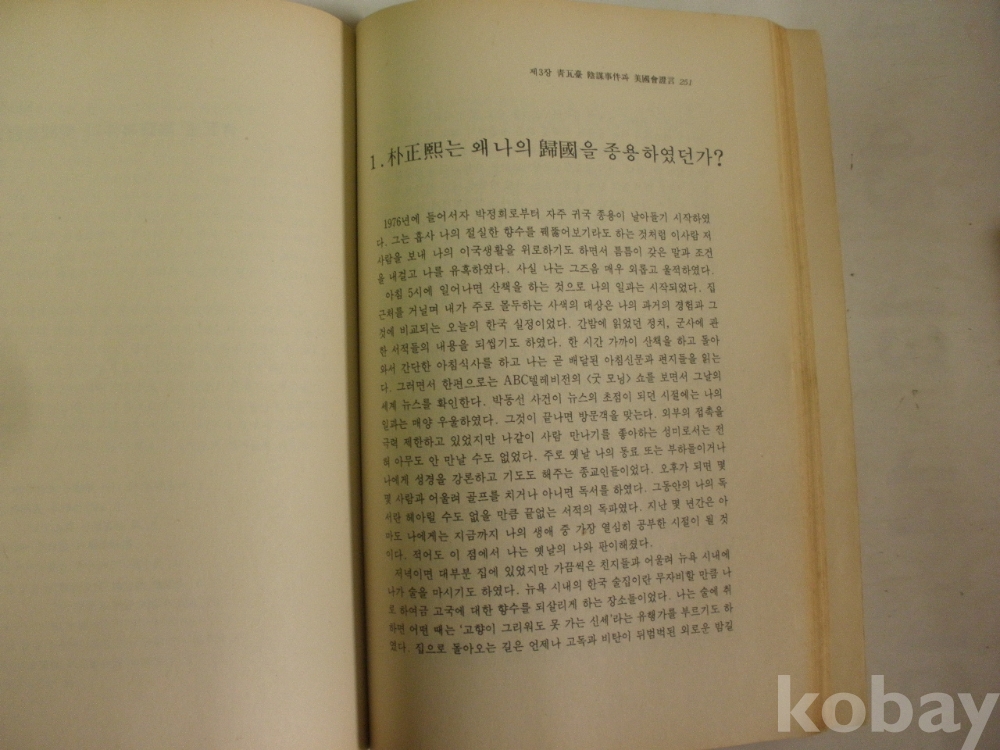 제3장 靑瓦臺 陰謀事件과 美國會證言 251
1. 朴正熙는 왜 나의 歸國을 종용하였던가?
1976년에 들어서자 박정희로부터 자주 귀국 종용이 날아들기 시작하였
다. 그는 흡사 나의 절실한 향수를 꿰뚫어보기라도 하는 것처럼 이사람 저
사람을 보내 나의 이국생활을 위로하기도 하면서 틈틈이 갖은 말과 조건
을 내걸고 나를 유혹하였다. 사실 나는 그즈음 매우 외롭고 울적하였다.
아침 5시에 일어나면 산책을 하는 것으로 나의 일과는 시작되었다. 집
근처를 거닐며 내가 주로 몰두하는 사색의 대상은 나의 과거의 경험과 그
것에 비교되는 오늘의 한국 실정이었다. 간밤에 읽었던 정치, 군사에 관
한 서적들의 내용을 되씹기도 하였다. 한 시간 가까이 산책을 하고 돌아
와서 간단한 아침식사를 하고 나는 곧 배달된 아침신문과 편지들을 읽는
다. 그러면서 한편으로는 ABC텔레비전의 《굿 모닝》 쇼를 보면서 그날의
세계 뉴스를 확인한다. 박동선 사건이 뉴스의 초점이 되던 시절에는 나의
일과는 매양 우울하였다. 그것이 끝나면 방문객을 맞는다. 외부의 접촉을
극력 제한하고 있었지만 나같이 사람 만나기를 좋아하는 성미로서는 전
혀 아무도 안 만날 수도 없었다. 주로 옛날 나의 동료 또는 부하들이거나
나에게 성경을 강론하고 기도도 해주는 종교인들이었다. 오후가 되면 몇
몇 사람과 어울려 골프를 치거나 아니면 독서를 하였다. 그동안의 나의 독
서란 헤아릴 수도 없을 만큼 끝없는 서적의 독파였다. 지난 몇 년간은 아
마도 나에게는 지금까지 나의 생애 중 가장 열심히 공부한 시절이 될 것
이다. 적어도 이 점에서 나는 옛날의 나와 판이해졌다.
저녁이면 대부분 집에 있었지만 가끔씩은 친지들과 어울려 뉴욕 시내에
나가 술을 마시기도 하였다. 뉴욕 시내의 한국 술집이란 무자비할 만큼 나
로 하여금 고국에 대한 향수를 되살리게 하는 장소들이었다. 나는 술에 취
하면 어떤 때는 '고향이 그리워도 못 가는 신세'라는 유행가를 부르기도 하
였다. 집으로 돌아오는 길은 언제나 고독과 비탄이 뒤범벅된 외로운 밤길
kobay